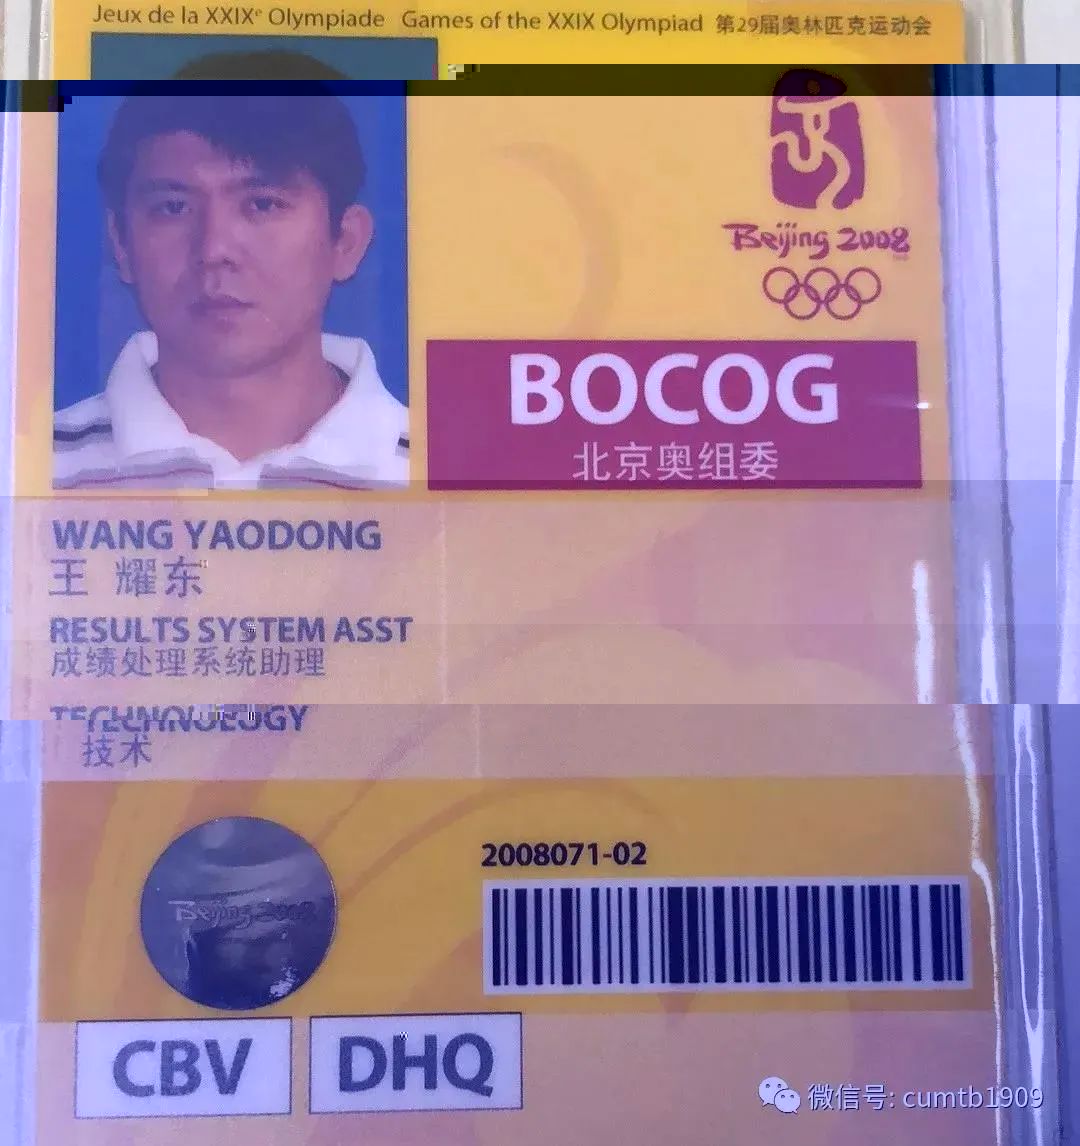 Jeux de la XXIXᵉ Olympiade Games of the XXIX Olympiad 第29届奥林匹克运动会
Beijing 2008
BOCOG
北京奥组委
WANG YAODONG
王 耀东
RESULTS SYSTEM ASST
成绩处理系统助理
TECHNOLOGY
技术
2008071-02
Beijing 2008
CBV DHQ
微信号: cumtb1909